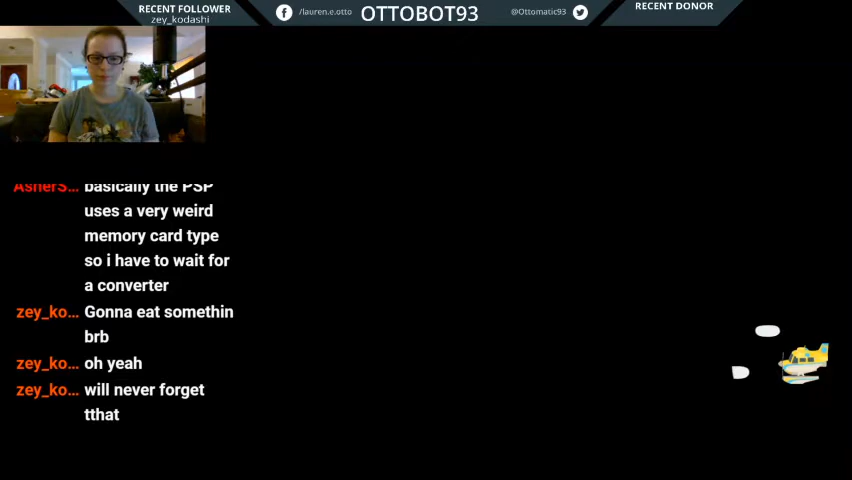 RECENT FOLLOWER
zey_kodashi
/lauren.e.otto
OTTOBOT93
@Ottomatic93
RECENT DONOR
AsherS... basically the PSP
uses a very weird
memory card type
so i have to wait for
a converter
zey_ko... Gonna eat somethin
brb
zey_ko... oh yeah
zey_ko... will never forget
tthat